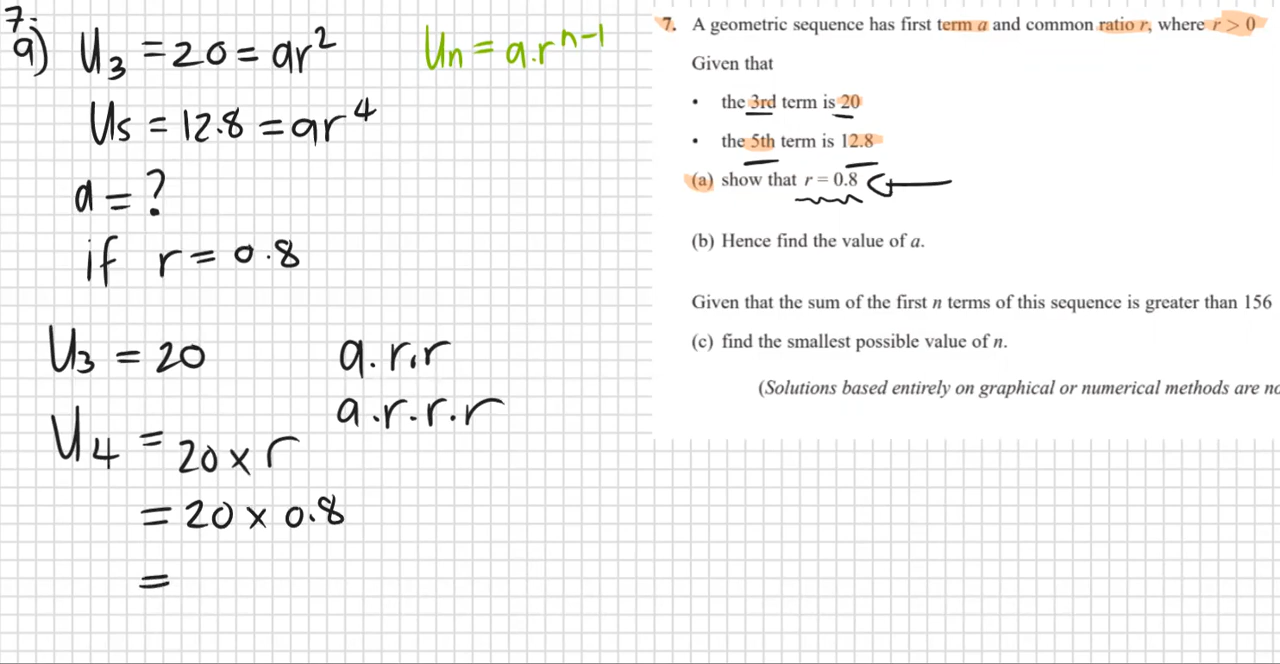 7.
a) U3 = 20 = ar²
Un = a.r^n-1
U5 = 12.8 = ar⁴
a = ?
if r = 0.8
U3 = 20
a.r.r
a.r.r.r
U4 = 20 × r
= 20 × 0.8
=
7. A geometric sequence has first term a and common ratio r, where r > 0
Given that
• the 3rd term is 20
• the 5th term is 12.8
(a) show that r = 0.8
(b) Hence find the value of a.
Given that the sum of the first n terms of this sequence is greater than 156
(c) find the smallest possible value of n.
(Solutions based entirely on graphical or numerical methods are no